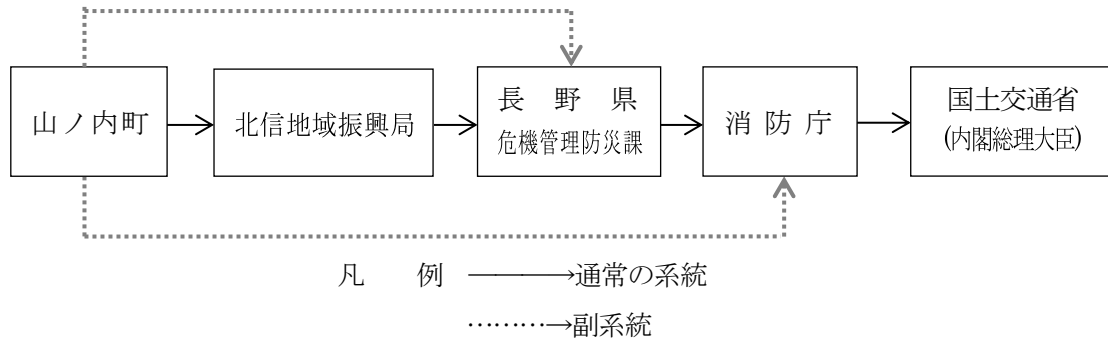 山ノ内町
北信地域振興局
長野県
危機管理防災課
消防庁
国土交通省
(内閣総理大臣)
凡 例 ―――→通常の系統
………→副系統